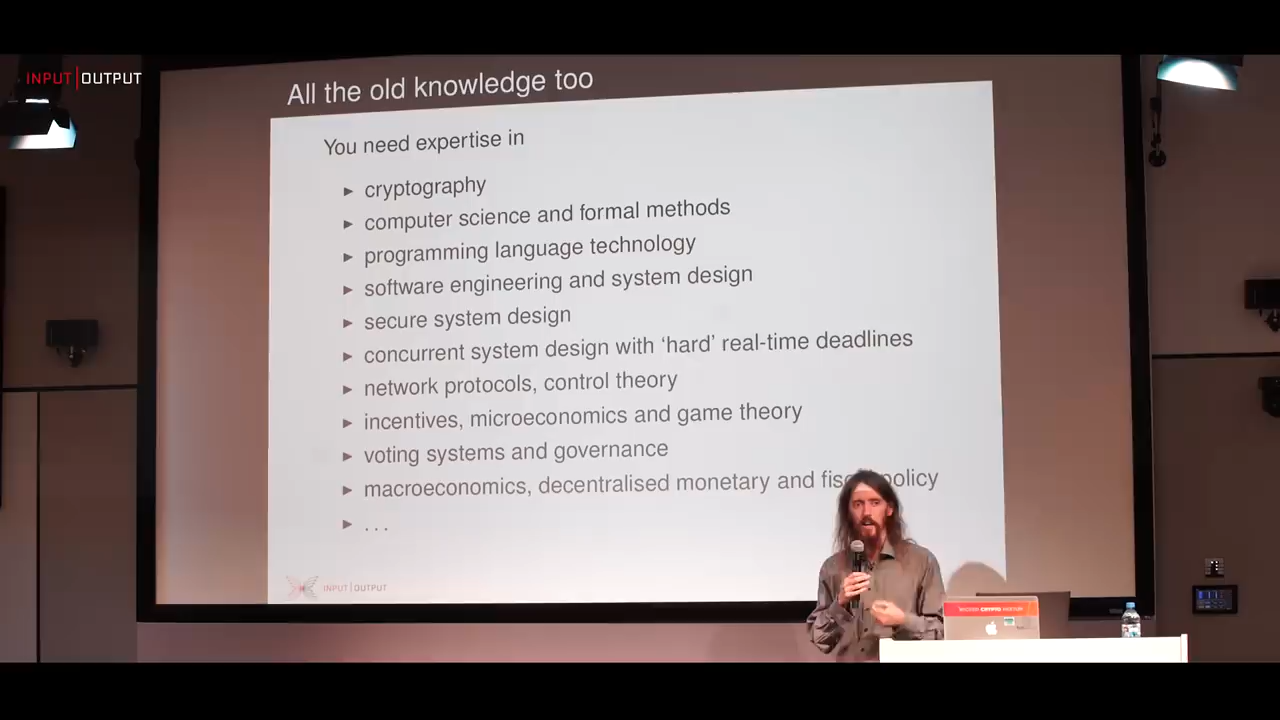 INPUT|OUTPUT
All the old knowledge too
You need expertise in
► cryptography
► computer science and formal methods
► programming language technology
► software engineering and system design
► secure system design
► concurrent system design with ‘hard’ real-time deadlines
► network protocols, control theory
► incentives, microeconomics and game theory
► voting systems and governance
► macroeconomics, decentralised monetary and policy
► . . .
INPUT|OUTPUT